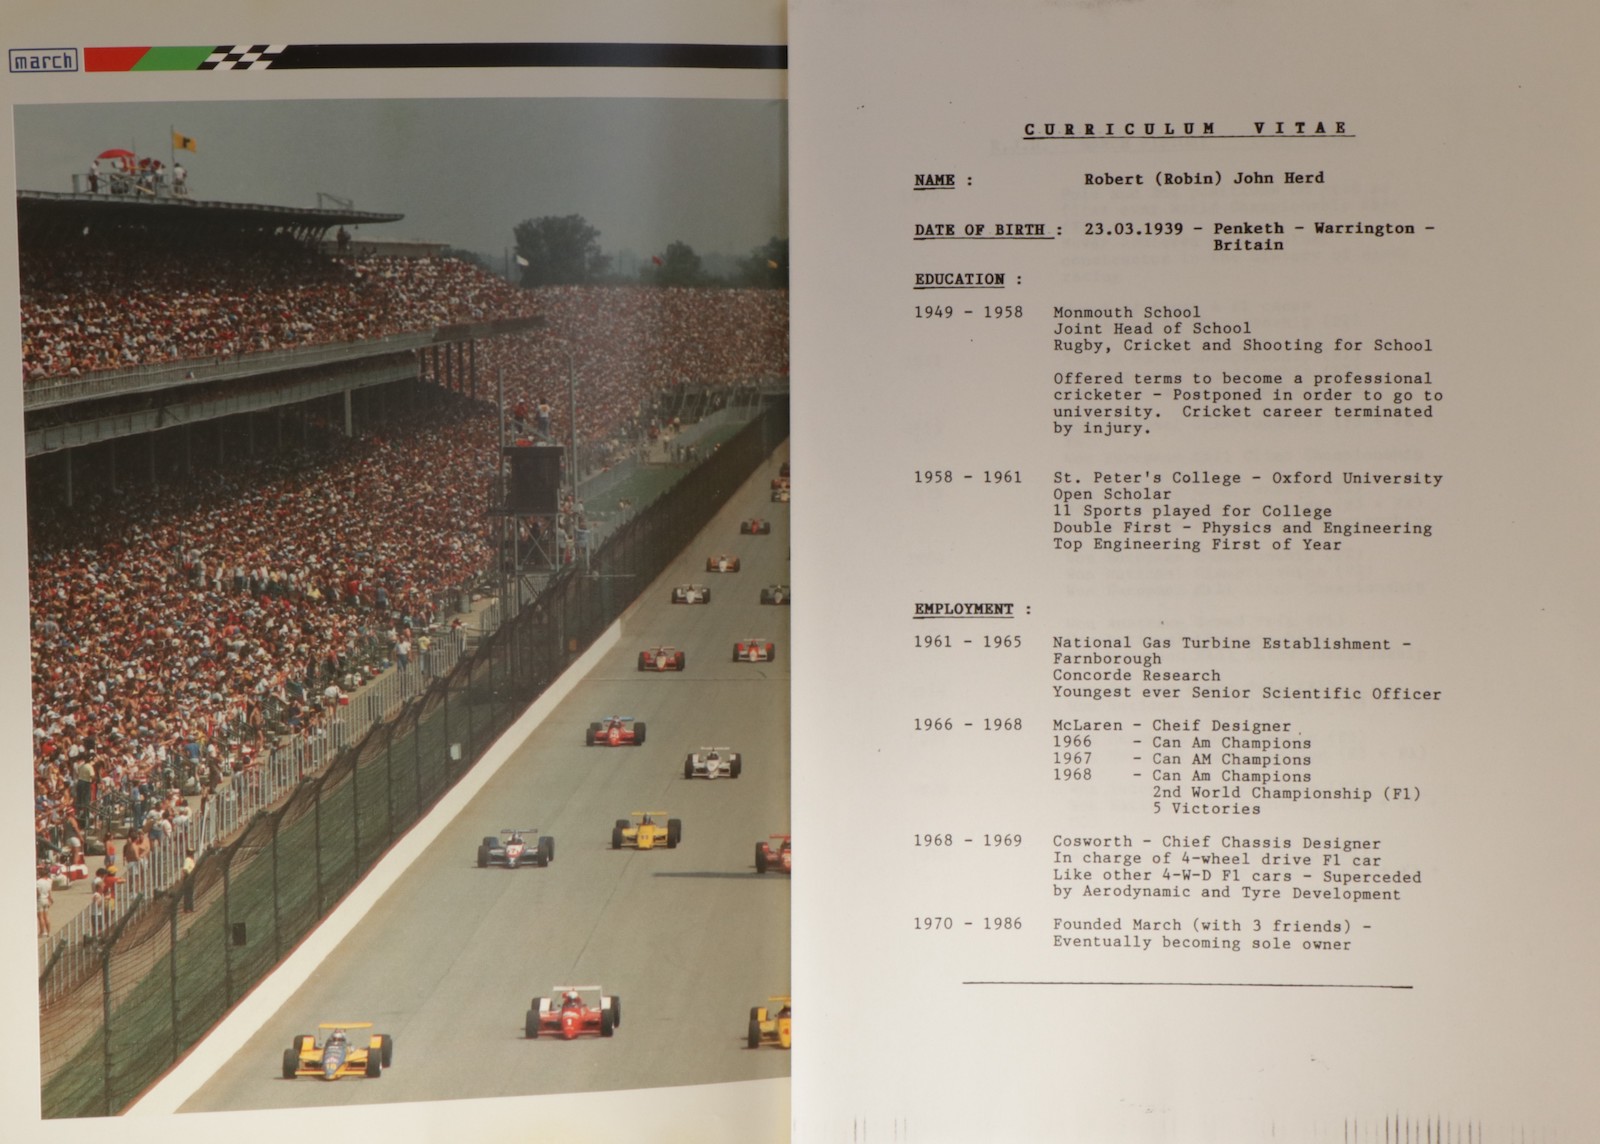 march
CURRICULUM VITAE
NAME : Robert (Robin) John Herd
DATE OF BIRTH : 23.03.1939 - Penketh - Warrington -
Britain
EDUCATION :
1949 - 1958 Monmouth School
Joint Head of School
Rugby, Cricket and Shooting for School
Offered terms to become a professional
cricketer - Postponed in order to go to
university. Cricket career terminated
by injury.
1958 - 1961 St. Peter's College - Oxford University
Open Scholar
11 Sports played for College
Double First - Physics and Engineering
Top Engineering First of Year
EMPLOYMENT :
1961 - 1965 National Gas Turbine Establishment -
Farnborough
Concorde Research
Youngest ever Senior Scientific Officer
1966 - 1968 McLaren - Cheif Designer
1966 - Can Am Champions
1967 - Can AM Champions
1968 - Can Am Champions
2nd World Championship (F1)
5 Victories
1968 - 1969 Cosworth - Chief Chassis Designer
In charge of 4-wheel drive F1 car
Like other 4-W-D F1 cars - Superceded
by Aerodynamic and Tyre Development
1970 - 1986 Founded March (with 3 friends) -
Eventually becoming sole owner